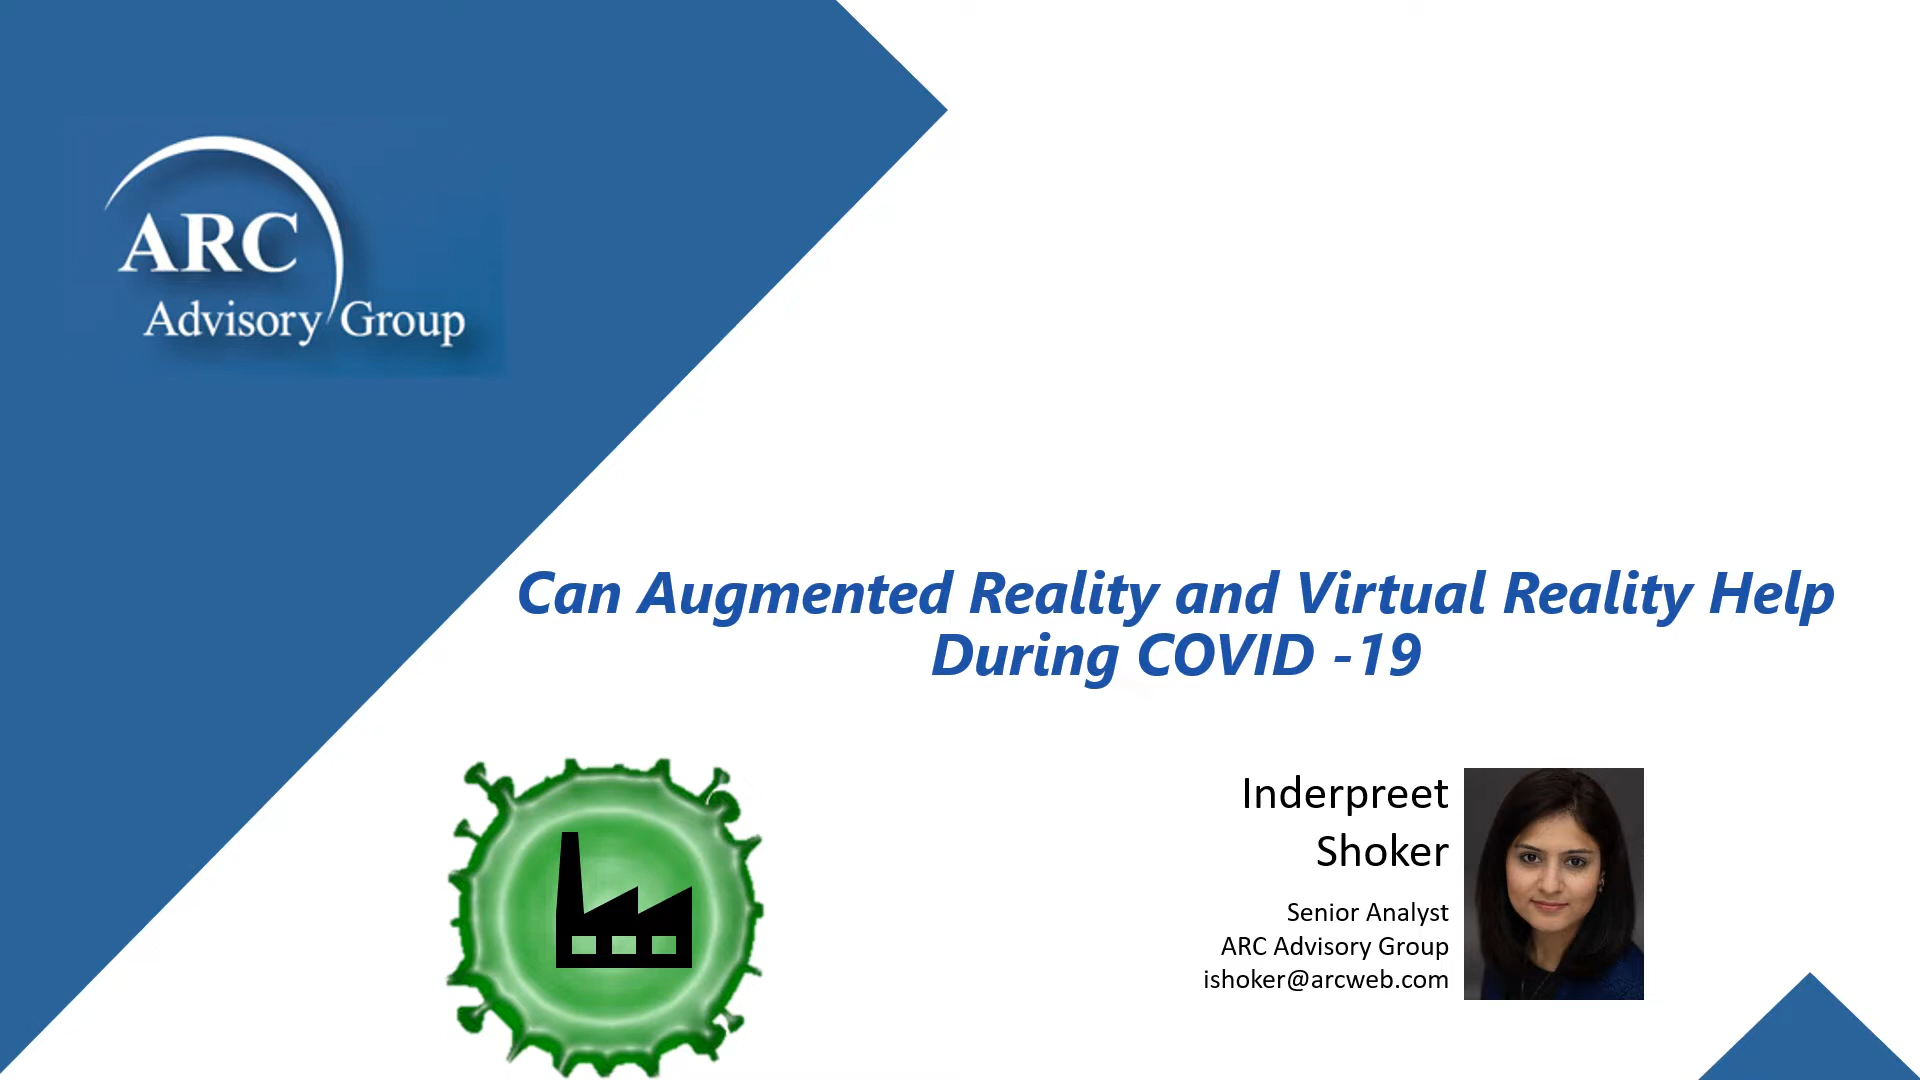 ARC
Advisory Group
Can Augmented Reality and Virtual Reality Help
During COVID -19
Inderpreet
Shoker
Senior Analyst
ARC Advisory Group
ishoker@arcweb.com